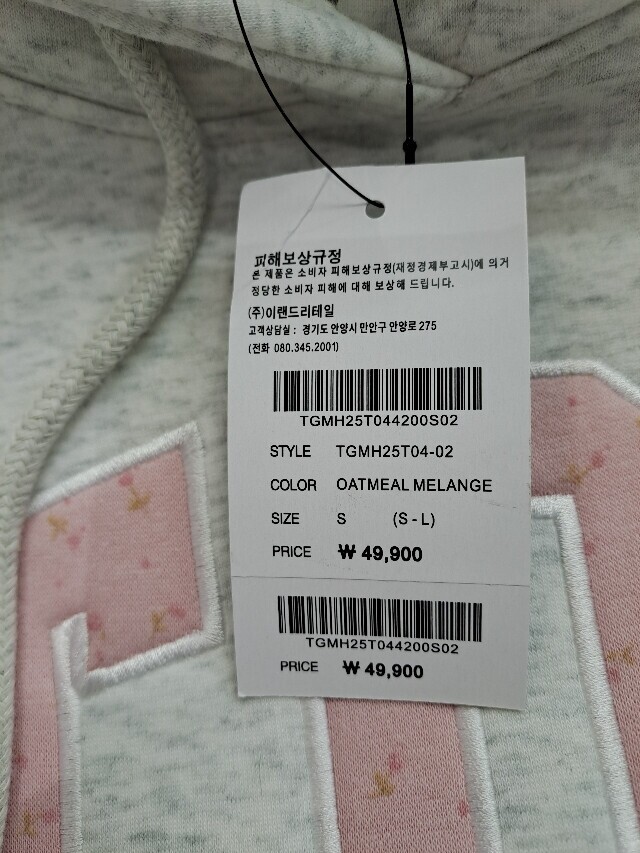 피해보상규정
본 제품은 소비자 피해보상규정(재정경제부고시)에 의거
정당한 소비자 피해에 대해 보상해 드립니다.
(주)이랜드리테일
고객상담실 : 경기도 안양시 만안구 안양로 275
(전화 080.345.2001)
TGMH25T044200S02
STYLE TGMH25T04-02
COLOR OATMEAL MELANGE
SIZE S (S - L)
PRICE ₩ 49,900
TGMH25T044200S02
PRICE ₩ 49,900